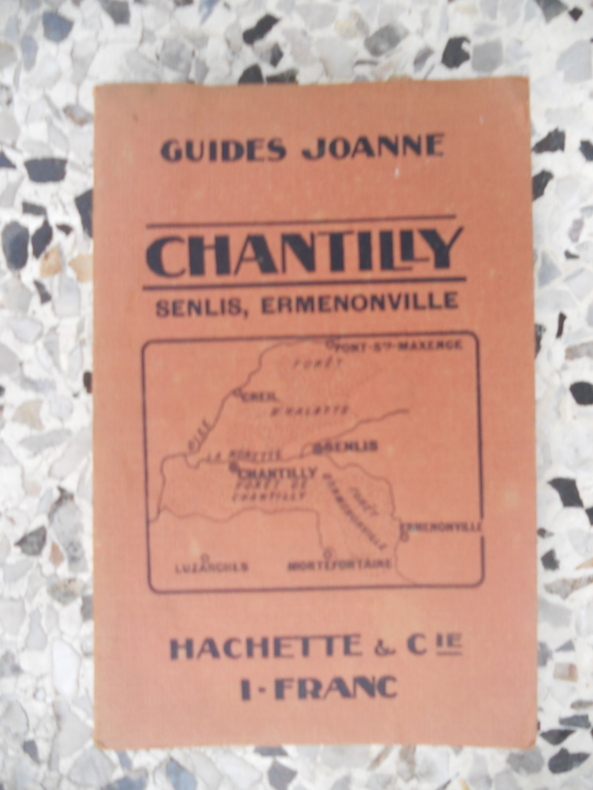 GUIDES JOANNE
CHANTILLY
SENLIS, ERMENONVILLE
PONT-STE-MAXENCE
FORÊT
CREIL
D'HALATTE
OISE
SENLIS
LA NONETTE
CHANTILLY
FORÊT DE
CHANTILLY
FORÊT
D'ERMENONVILLE
ERMENONVILLE
LUZARCHES
MORTEFONTAINE
HACHETTE & CIE
1-FRANC